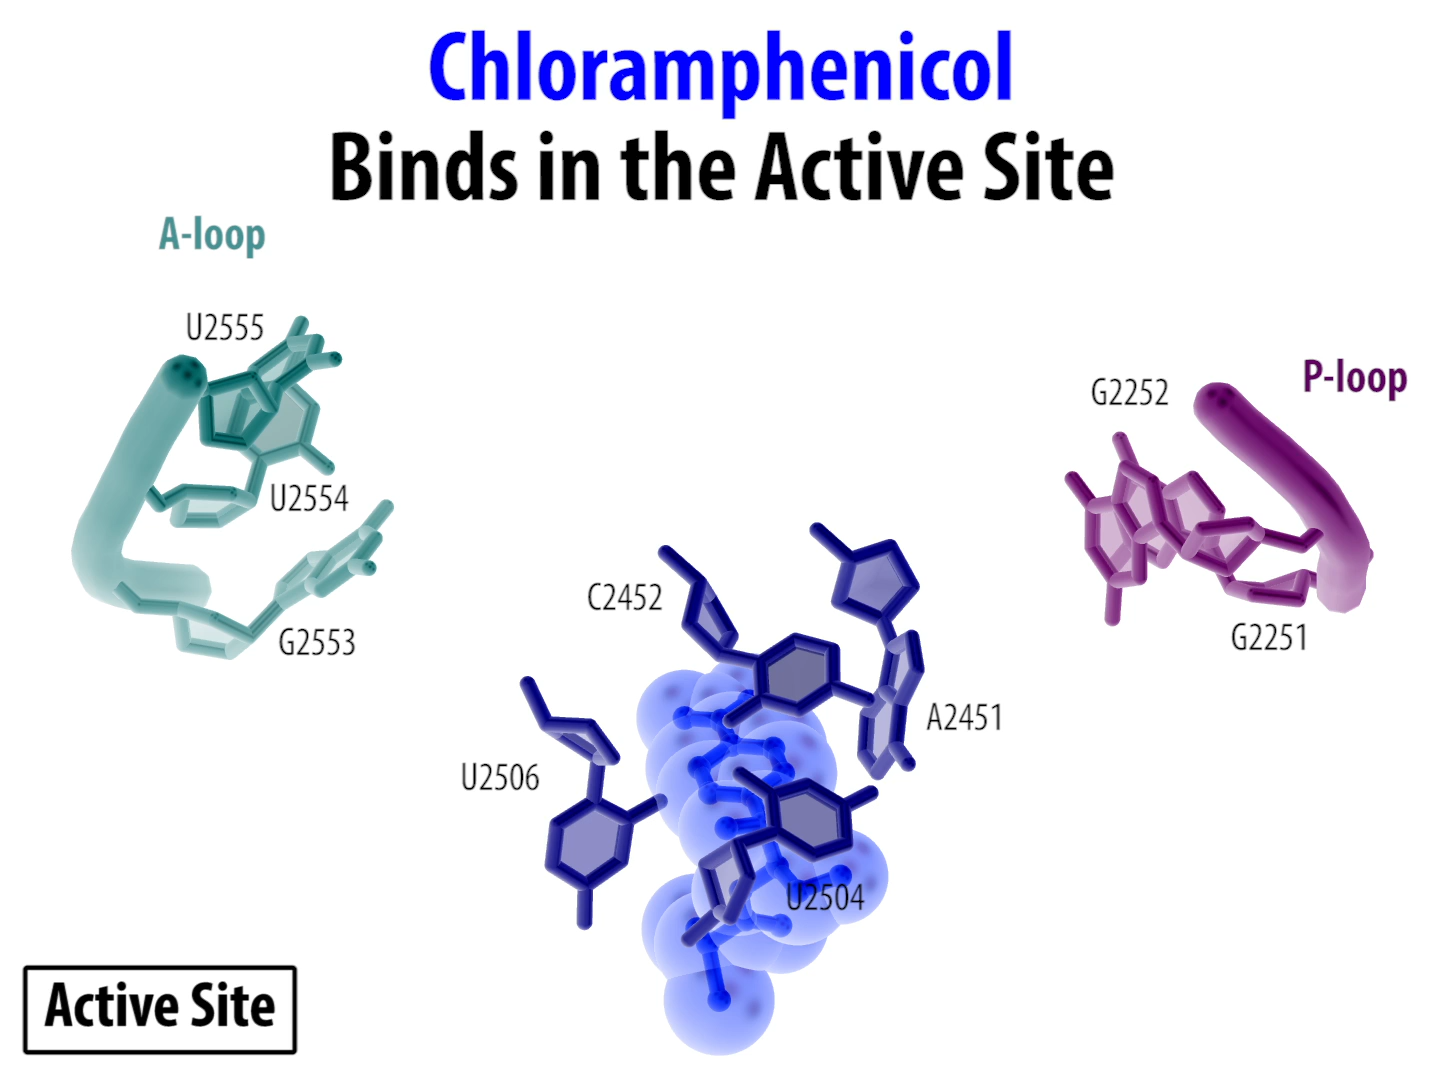 Chloramphenicol
Binds in the Active Site
A-loop
U2555
U2554
G2553
P-loop
G2252
G2251
C2452
A2451
U2506
U2504
Active Site